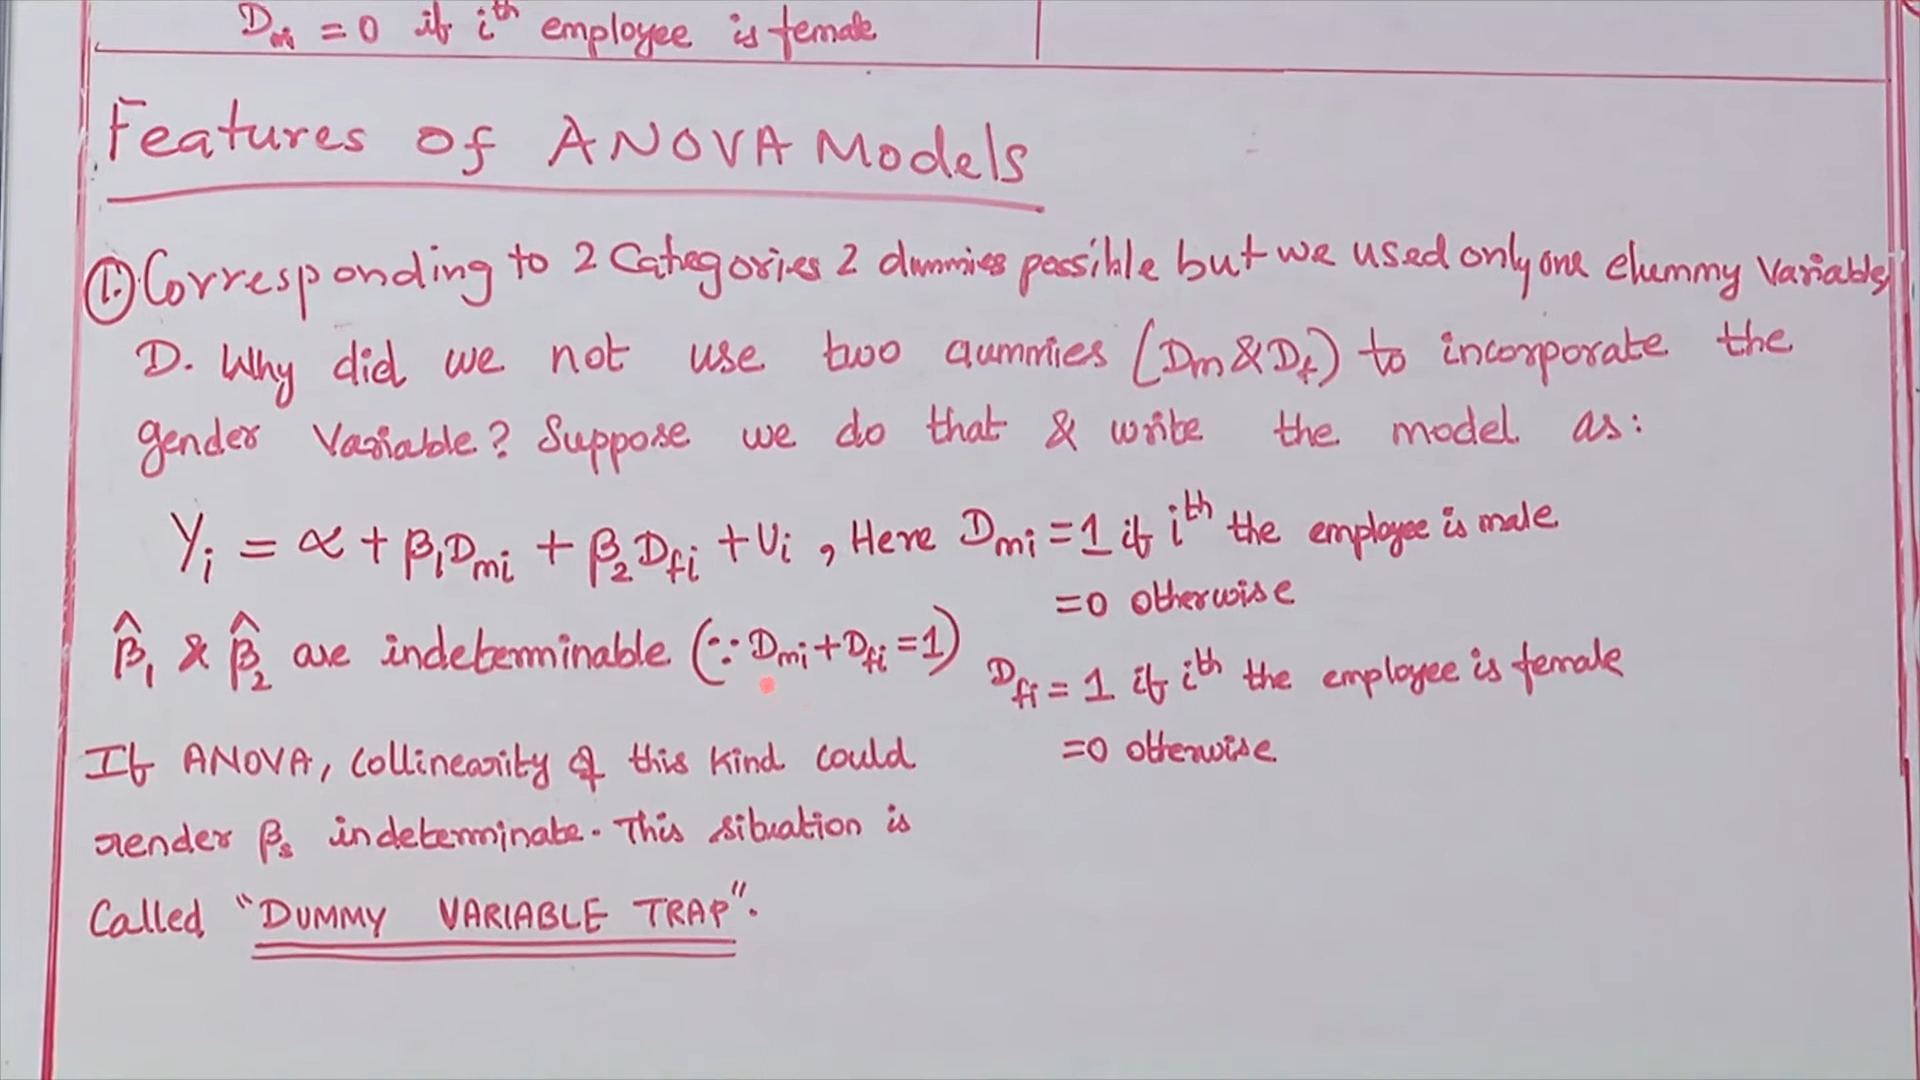 Dmi = 0 if ith employee is female
Features of ANOVA Models
①. Corresponding to 2 Categories 2 dummies possible but we used only one dummy Variable,
D. Why did we not use two dummies (Dm & Df) to incorporate the
gender Variable? Suppose we do that & write the model as:
Yi = α + β1Dmi + β2Dfi + Ui , Here Dmi = 1 if ith the employee is male
= 0 otherwise
β̂1 & β̂2 are indeterminable (∵ Dmi + Dfi = 1)
Dfi = 1 if ith the employee is female
= 0 otherwise.
If ANOVA, Collinearity of this Kind could
render βs indeterminate. This situation is
Called "DUMMY VARIABLE TRAP".